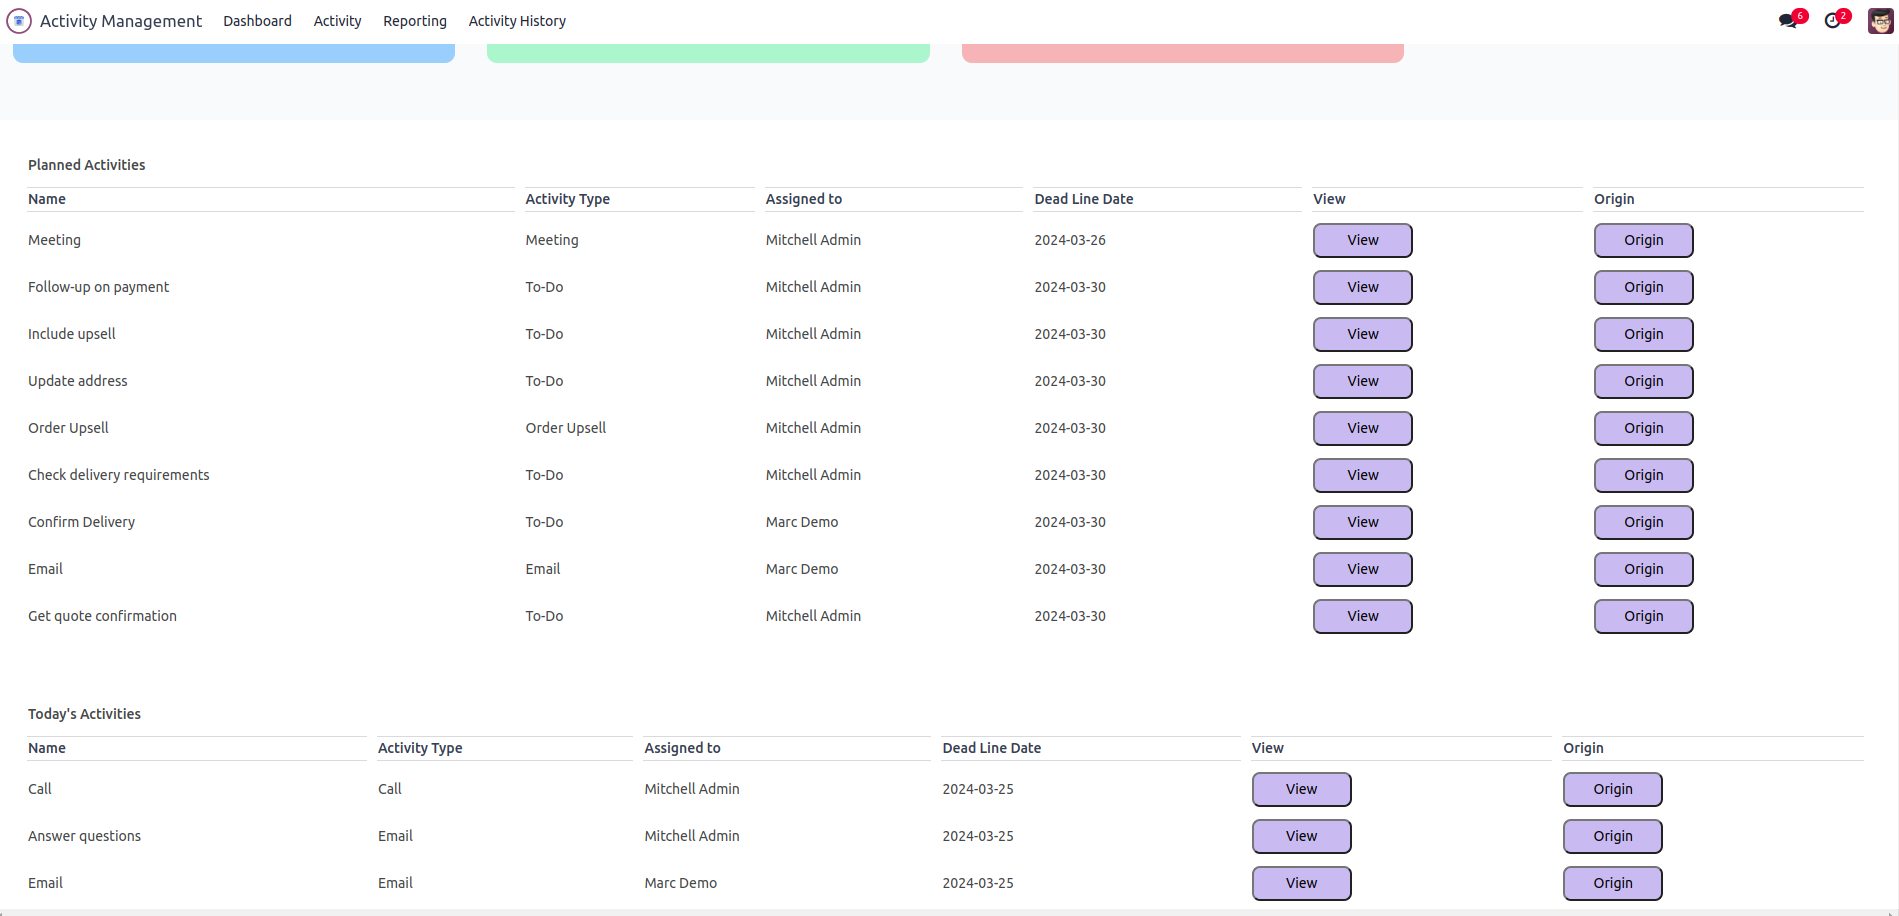 Activity Management Dashboard Activity Reporting Activity History 6 2
Planned Activities
Name Activity Type Assigned to Dead Line Date View Origin
Meeting Meeting Mitchell Admin 2024-03-26 View Origin
Follow-up on payment To-Do Mitchell Admin 2024-03-30 View Origin
Include upsell To-Do Mitchell Admin 2024-03-30 View Origin
Update address To-Do Mitchell Admin 2024-03-30 View Origin
Order Upsell Order Upsell Mitchell Admin 2024-03-30 View Origin
Check delivery requirements To-Do Mitchell Admin 2024-03-30 View Origin
Confirm Delivery To-Do Marc Demo 2024-03-30 View Origin
Email Email Marc Demo 2024-03-30 View Origin
Get quote confirmation To-Do Mitchell Admin 2024-03-30 View Origin
Today's Activities
Name Activity Type Assigned to Dead Line Date View Origin
Call Call Mitchell Admin 2024-03-25 View Origin
Answer questions Email Mitchell Admin 2024-03-25 View Origin
Email Email Marc Demo 2024-03-25 View Origin